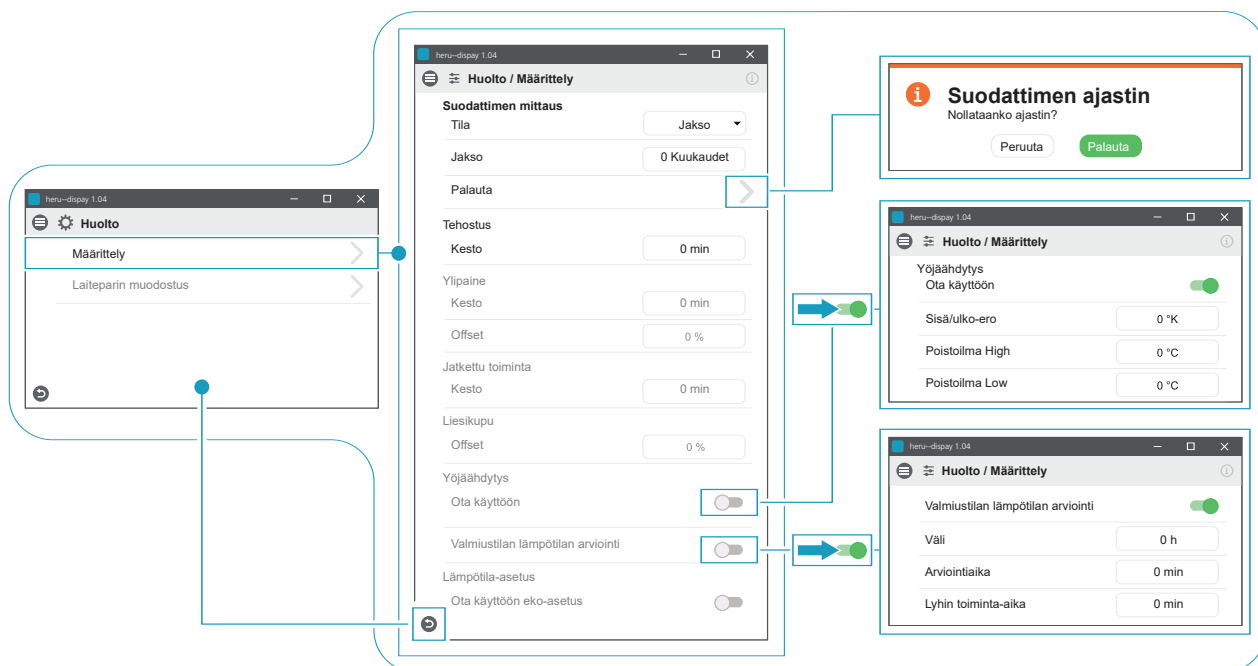 heru--dispay 1.04
Huolto
Määrittely
Laiteparin muodostus
heru--dispay 1.04
Huolto / Määrittely
Suodattimen mittaus
Tila Jakso
Jakso 0 Kuukaudet
Palauta
Tehostus
Kesto 0 min
Ylipaine
Kesto 0 min
Offset 0 %
Jatkettu toiminta
Kesto 0 min
Liesikupu
Offset 0 %
Yöjäähdytys
Ota käyttöön
Valmiustilan lämpötilan arviointi
Lämpötila-asetus
Ota käyttöön eko-asetus
Suodattimen ajastin
Nollataanko ajastin?
Peruuta Palauta
heru--dispay 1.04
Huolto / Määrittely
Yöjäähdytys
Ota käyttöön
Sisä/ulko-ero 0 °K
Poistoilma High 0 °C
Poistoilma Low 0 °C
heru--dispay 1.04
Huolto / Määrittely
Valmiustilan lämpötilan arviointi
Väli 0 h
Arviointiaika 0 min
Lyhin toiminta-aika 0 min